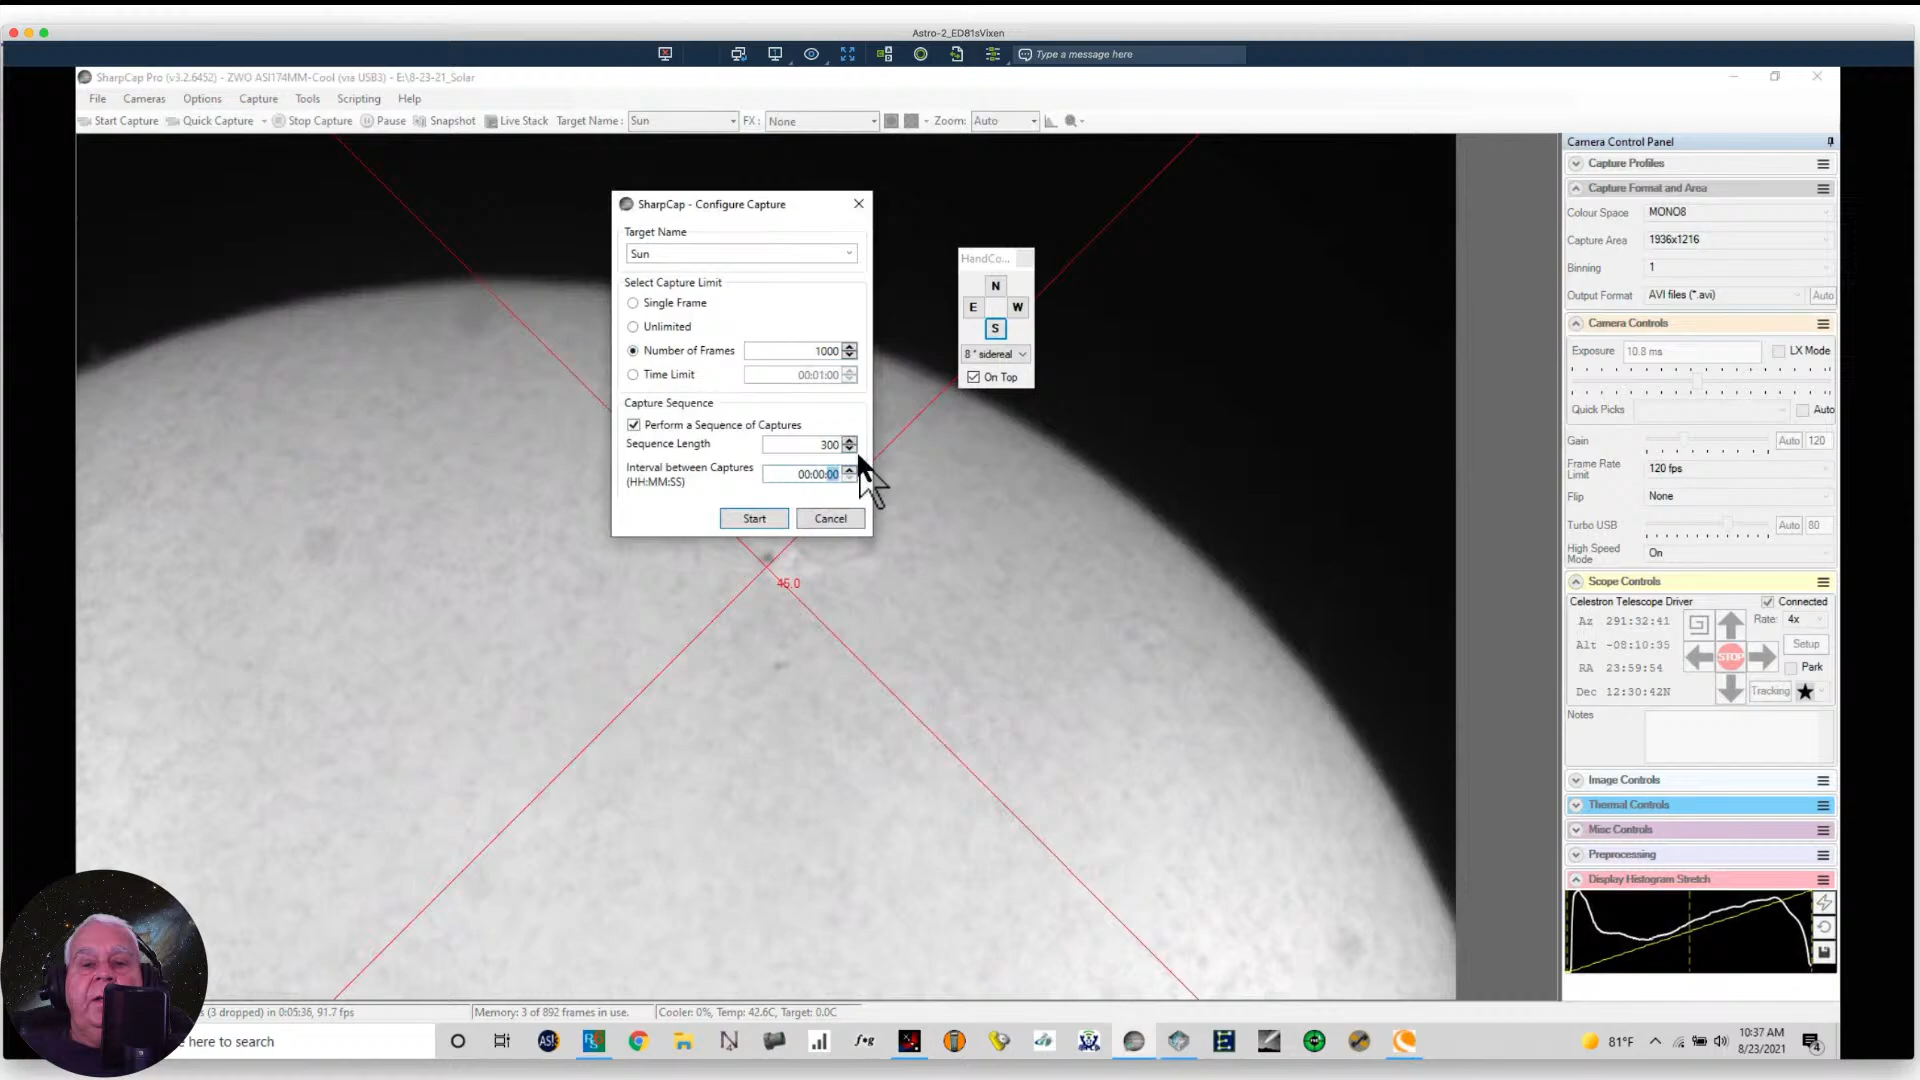 Astro-2_ED81sVixen
Type a message here
SharpCap Pro (v3.2.6452) - ZWO ASI174MM-Cool (via USB3) - E:\8-23-21_Solar
File Cameras Options Capture Tools Scripting Help
Start Capture Quick Capture Stop Capture Pause Snapshot Live Stack Target Name : Sun FX : None Zoom: Auto
SharpCap - Configure Capture
Target Name
Sun
Select Capture Limit
Single Frame
Unlimited
Number of Frames 1000
Time Limit 00:01:00
Capture Sequence
Perform a Sequence of Captures
Sequence Length 300
Interval between Captures 00:00:00
(HH:MM:SS)
Start Cancel
HandCo...
N
E W
S
8 * sidereal
On Top
45.0
Camera Control Panel
Capture Profiles
Capture Format and Area
Colour Space MONO8
Capture Area 1936x1216
Binning 1
Output Format AVI files (*.avi) Auto
Camera Controls
Exposure 10.8 ms LX Mode
Quick Picks Auto
Gain Auto 120
Frame Rate
Limit 120 fps
Flip None
Turbo USB Auto 80
High Speed
Mode On
Scope Controls
Celestron Telescope Driver Connected
Az 291:32:41 Rate: 4x
Alt -08:10:35 STOP Setup
RA 23:59:54 Park
Dec 12:30:42N Tracking
Notes
Image Controls
Thermal Controls
Misc Controls
Preprocessing
Display Histogram Stretch
(3 dropped) in 0:05:36, 91.7 fps Memory: 3 of 892 frames in use. Cooler: 0%, Temp: 42.6C, Target: 0.0C
here to search
ASI
81°F
10:37 AM
8/23/2021
4